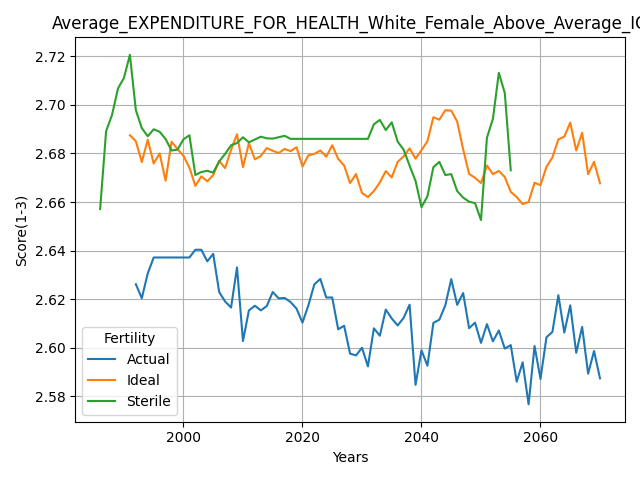 Average_EXPENDITURE_FOR_HEALTH_White_Female_Above_Average_IQ
2.72
2.70
2.68
2.66
2.64
2.62
2.60
2.58
Score(1-3)
Fertility
Actual
Ideal
Sterile
2000
2020
2040
2060
Years